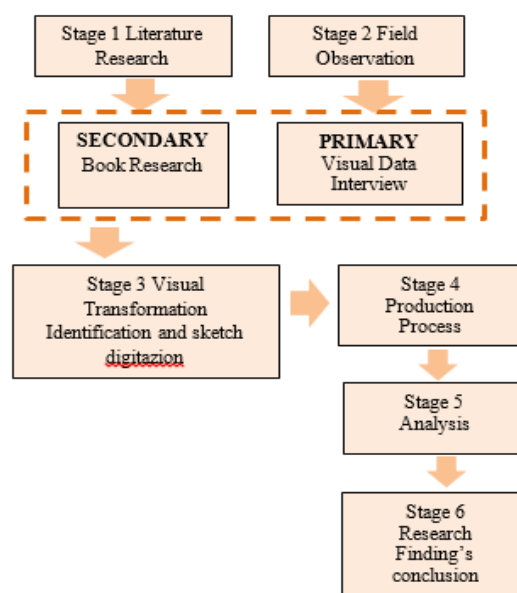 Stage 1 Literature
Research
Stage 2 Field
Observation
SECONDARY
Book Research
PRIMARY
Visual Data
Interview
Stage 3 Visual
Transformation
Identification and sketch
digitazion
Stage 4
Production
Process
Stage 5
Analysis
Stage 6
Research
Finding's
conclusion